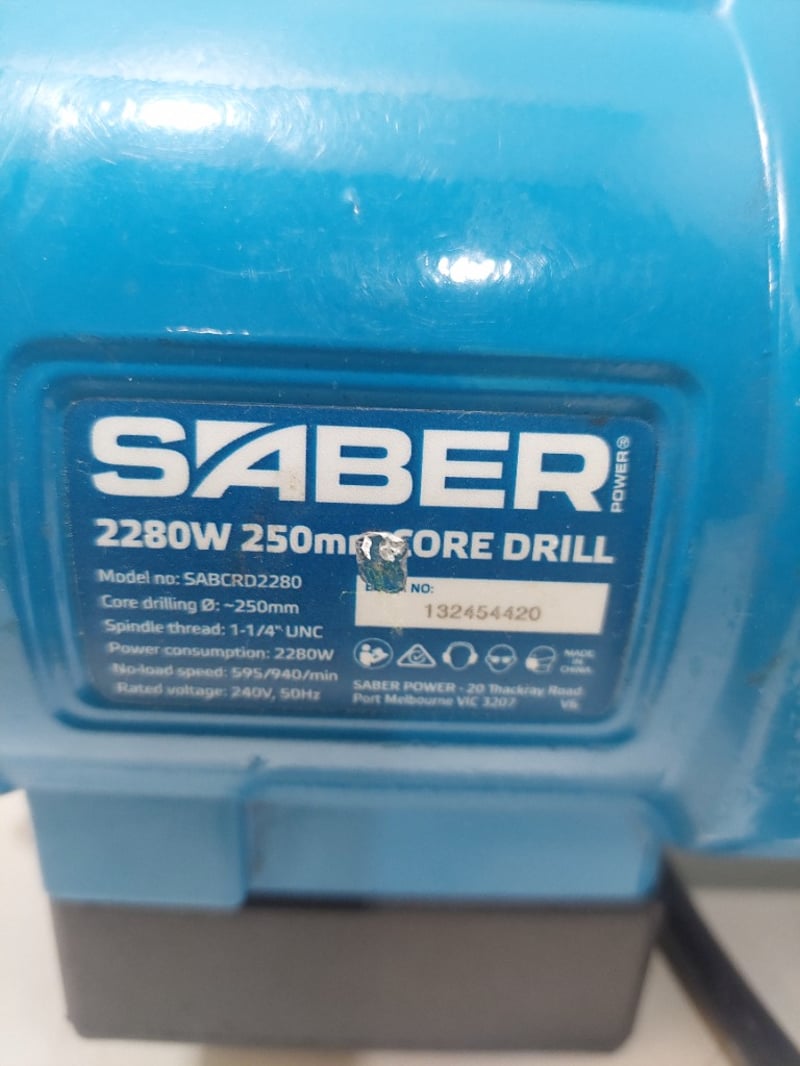 SABER
POWER®
2280W 250mm CORE DRILL
Model no: SABCRD2280
Core drilling Ø: ~250mm
Spindle thread: 1-1/4" UNC
Power consumption: 2280W
No-load speed: 595/940/min
Rated voltage: 240V, 50Hz
NO:
132454420
MADE
IN
CHINA
SABER POWER - 20 Thackray Road
Port Melbourne VIC 3207 V6